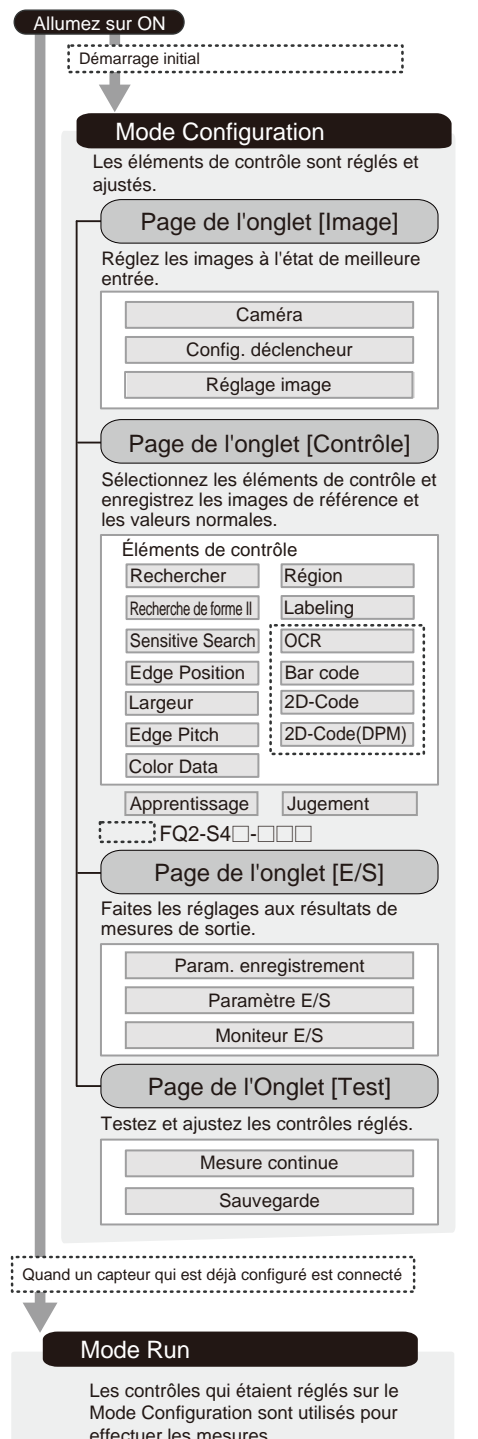 Allumez sur ON
Démarrage initial
Mode Configuration
Les éléments de contrôle sont réglés et
ajustés.
Page de l'onglet [Image]
Réglez les images à l'état de meilleure
entrée.
Caméra
Config. déclencheur
Réglage image
Page de l'onglet [Contrôle]
Sélectionnez les éléments de contrôle et
enregistrez les images de référence et
les valeurs normales.
Éléments de contrôle
Rechercher Région
Recherche de forme II Labeling
Sensitive Search OCR
Edge Position Bar code
Largeur 2D-Code
Edge Pitch 2D-Code(DPM)
Color Data
Apprentissage Jugement
FQ2-S4□-□□□
Page de l'onglet [E/S]
Faites les réglages aux résultats de
mesures de sortie.
Param. enregistrement
Paramètre E/S
Moniteur E/S
Page de l'Onglet [Test]
Testez et ajustez les contrôles réglés.
Mesure continue
Sauvegarde
Quand un capteur qui est déjà configuré est connecté
Mode Run
Les contrôles qui étaient réglés sur le
Mode Configuration sont utilisés pour
effectuer les mesures